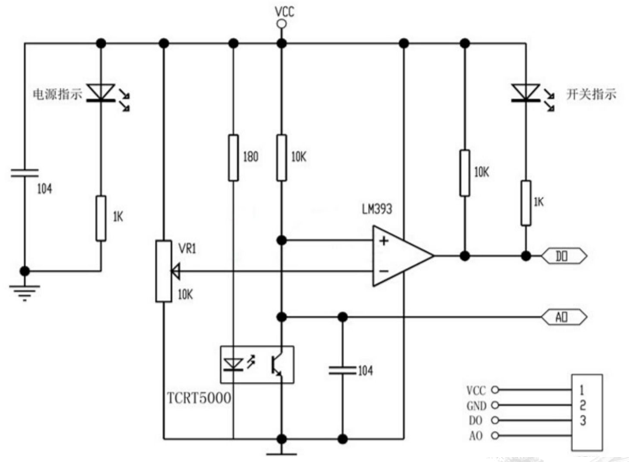 VCC
电源指示
开关指示
180
10K
10K
104
1K
1K
LM393
+
VR1
-
DO
10K
AO
104
TCRT5000
VCC 1
GND 2
DO 3
AO